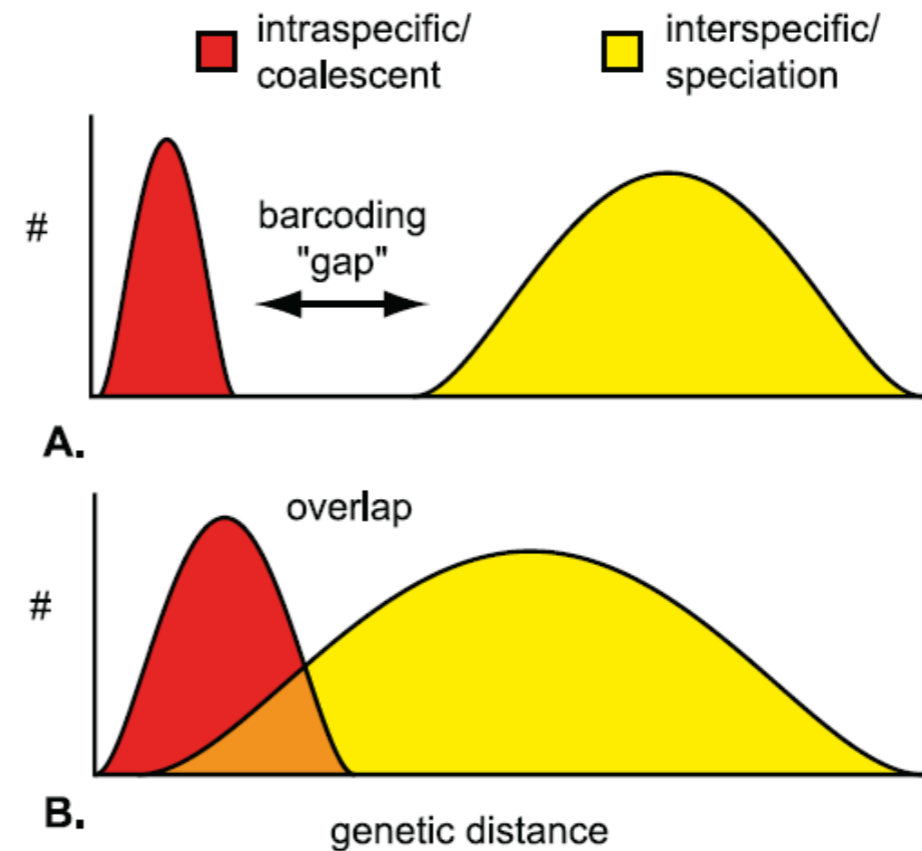 intraspecific/
coalescent
interspecific/
speciation
#
barcoding
"gap"
A.
overlap
#
B.
genetic distance